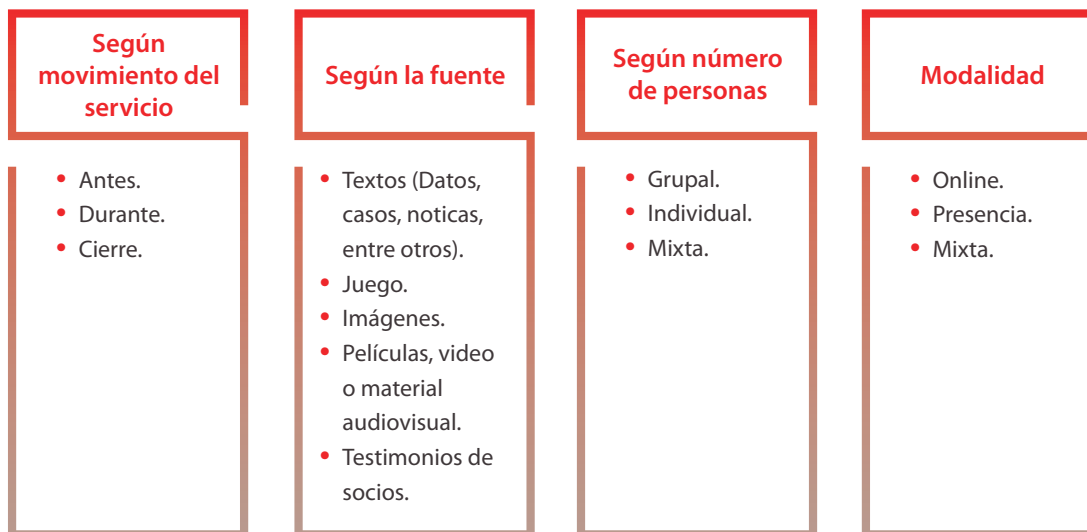 Según
movimiento del
servicio
• Antes.
• Durante.
• Cierre.
Según la fuente
• Textos (Datos,
casos, noticas,
entre otros).
• Juego.
• Imágenes.
• Películas, video
o material
audiovisual.
• Testimonios de
socios.
Según número
de personas
• Grupal.
• Individual.
• Mixta.
Modalidad
• Online.
• Presencia.
• Mixta.